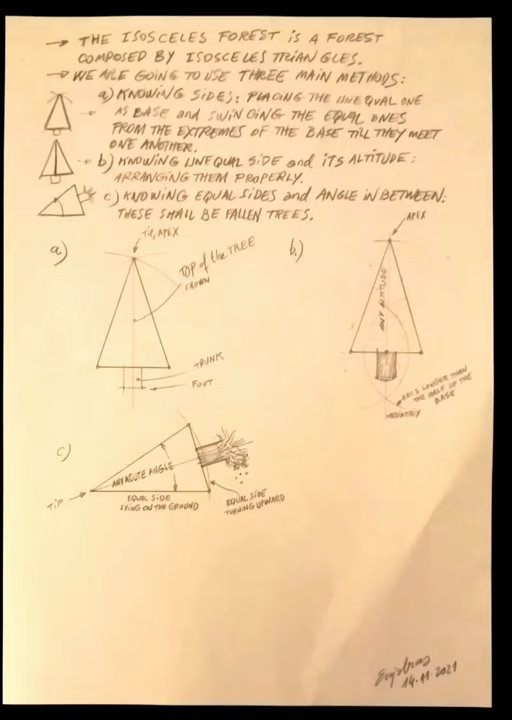 → THE ISOSCELES FOREST IS A FOREST
COMPOSED BY ISOSCELES TRIANGLES.
→ WE ARE GOING TO USE THREE MAIN METHODS:
a) KNOWING SIDES: PLACING THE UNEQUAL ONE
AS BASE and SWINGING THE EQUAL ONES
FROM THE EXTREMES OF THE BASE TILL THEY MEET
ONE ANOTHER.
b) KNOWING UNEQUAL SIDE and ITS ALTITUDE:
ARRANGING THEM PROPERLY.
c) KNOWING EQUAL SIDES and ANGLE IN BETWEEN:
THESE SHALL BE FALLEN TREES.
a)
TIP, APEX
TOP of the TREE
CROWN
TRUNK
FOOT
b.)
APEX
ANY ALTITUDE
ARCS LONGER THAN
THE HALF OF THE
BASE
MEDIATRIX
c)
ANY ACUTE ANGLE
TIP
EQUAL SIDE
LYING ON THE GROUND
EQUAL SIDE
UPWARD
14·11·2021